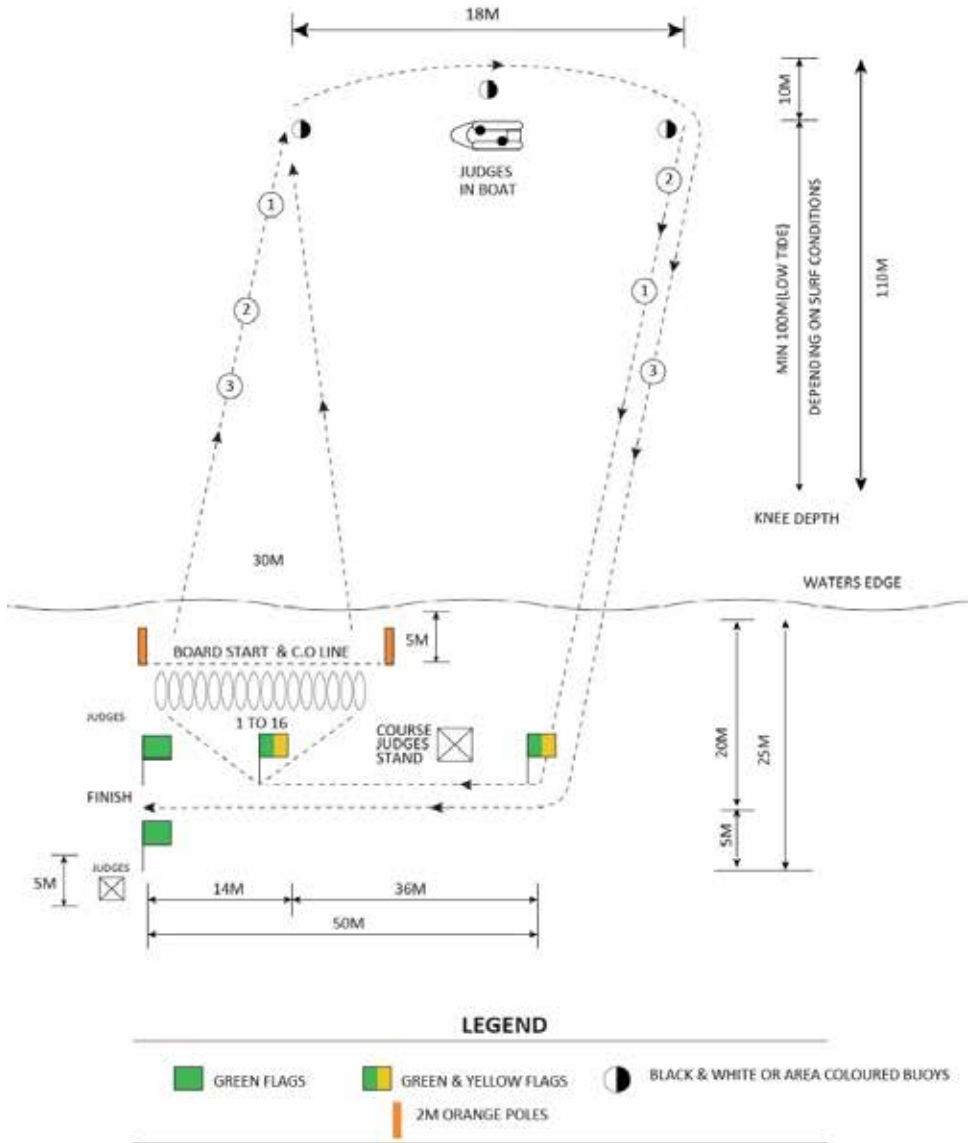 18M
10M
JUDGES
IN BOAT
1
2
2
1
3
3
MIN 100M(LOW TIDE)
DEPENDING ON SURF CONDITIONS
110M
KNEE DEPTH
30M
WATERS EDGE
5M
BOARD START & C.O LINE
JUDGES
1 TO 16
COURSE
JUDGES
STAND
20M
25M
FINISH
5M
JUDGES
5M
14M
36M
50M
LEGEND
GREEN FLAGS
GREEN & YELLOW FLAGS
BLACK & WHITE OR AREA COLOURED BUOYS
2M ORANGE POLES